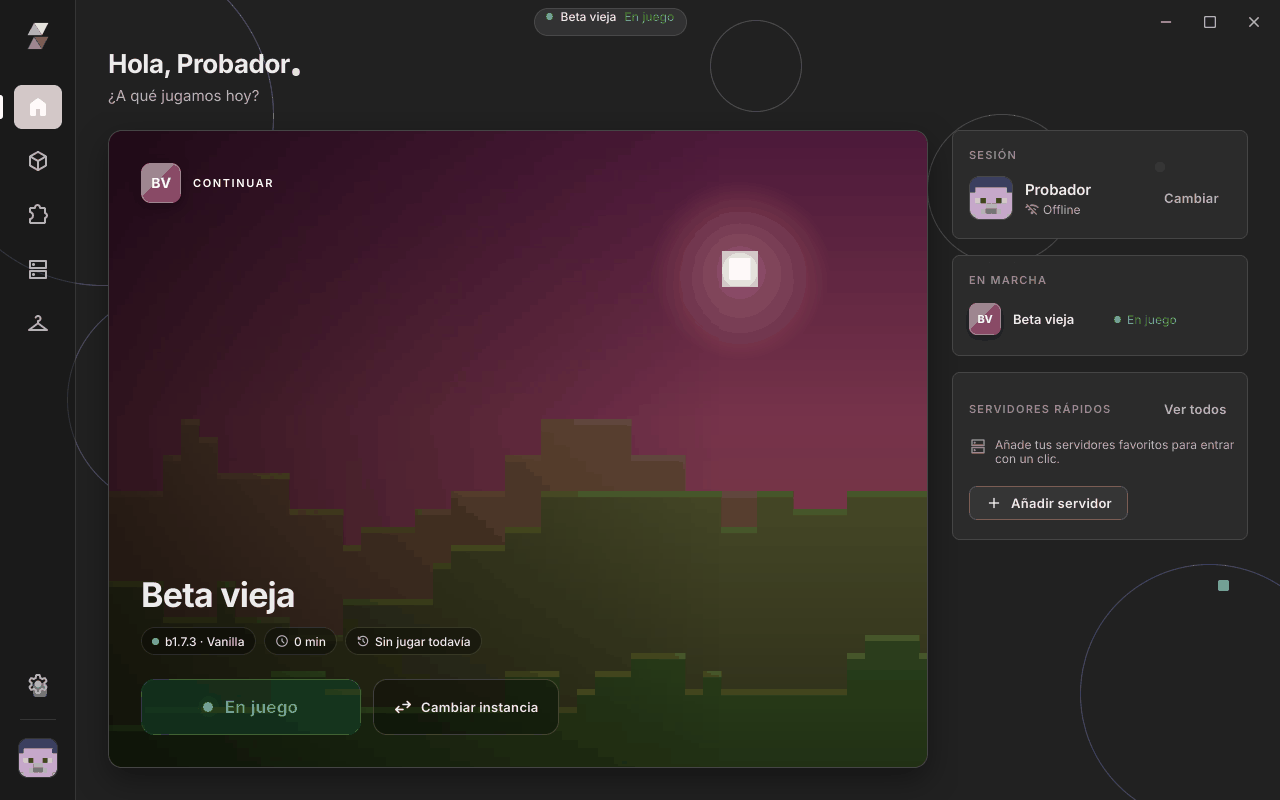 Beta vieja En juego
Hola, Probador.
¿A qué jugamos hoy?
BV CONTINUAR
Beta vieja
b1.7.3 · Vanilla
0 min
Sin jugar todavía
En juego
Cambiar instancia
SESIÓN
Probador
Offline
Cambiar
EN MARCHA
BV Beta vieja En juego
SERVIDORES RÁPIDOS Ver todos
Añade tus servidores favoritos para entrar
con un clic.
Añadir servidor